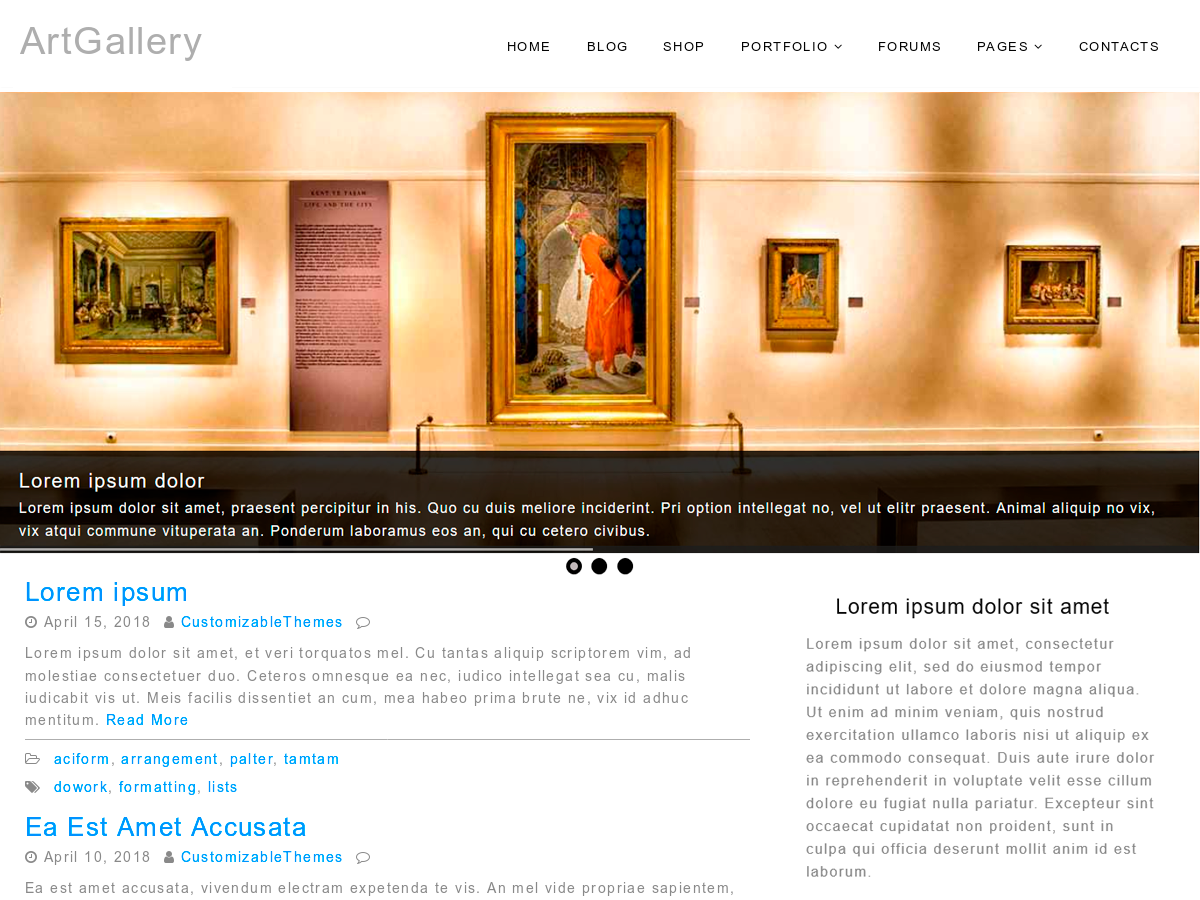 ArtGallery
HOME BLOG SHOP PORTFOLIO FORUMS PAGES CONTACTS
LIFE AND THE CITY
Lorem ipsum dolor
Lorem ipsum dolor sit amet, praesent percipitur in his. Quo cu duis meliore inciderint. Pri option intellegat no, vel ut elitr praesent. Animal aliquip no vix,
vix atqui commune vituperata an. Ponderum laboramus eos an, qui cu cetero civibus.
Lorem ipsum
April 15, 2018 CustomizableThemes
Lorem ipsum dolor sit amet, et veri torquatos mel. Cu tantas aliquip scriptorem vim, ad
molestiae consectetuer duo. Ceteros omnesque ea nec, iudico intellegat sea cu, malis
iudicabit vis ut. Meis facilis dissentiet an cum, mea habeo prima brute ne, vix id adhuc
mentitum. Read More
aciform, arrangement, palter, tamtam
dowork, formatting, lists
Ea Est Amet Accusata
April 10, 2018 CustomizableThemes
Ea est amet accusata, vivendum electram expetenda te vis. An mel vide propriae sapientem,
Lorem ipsum dolor sit amet
Lorem ipsum dolor sit amet, consectetur
adipiscing elit, sed do eiusmod tempor
incididunt ut labore et dolore magna aliqua.
Ut enim ad minim veniam, quis nostrud
exercitation ullamco laboris nisi ut aliquip ex
ea commodo consequat. Duis aute irure dolor
in reprehenderit in voluptate velit esse cillum
dolore eu fugiat nulla pariatur. Excepteur sint
occaecat cupidatat non proident, sunt in
culpa qui officia deserunt mollit anim id est
laborum.